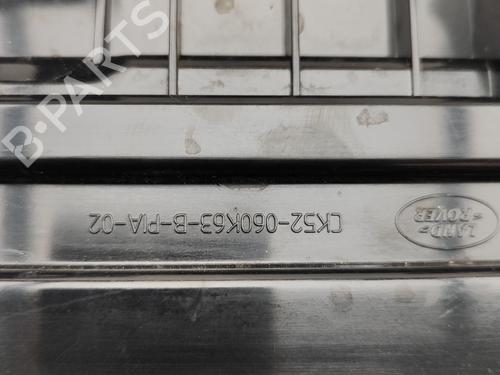 B-PARTS
CK52-060K63-B-PIA-02
LAND-
-ROVER